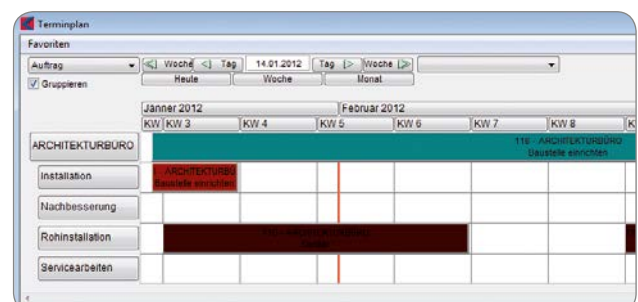 Terminplan
Favoriten
Auftrag
Woche
Tag
14.01.2012
Tag
Woche
Gruppieren
Heute
Woche
Monat
Jänner 2012
Februar 2012
KW
KW 3
KW 4
KW 5
KW 6
KW 7
KW 8
K
ARCHITEKTURBÜRO
116 - ARCHITEKTURBÜRO
Baustelle einrichten
Installation
- ARCHITEKTURBÜ
Baustelle einrichten
Nachbesserung
Rohinstallation
Servicearbeiten